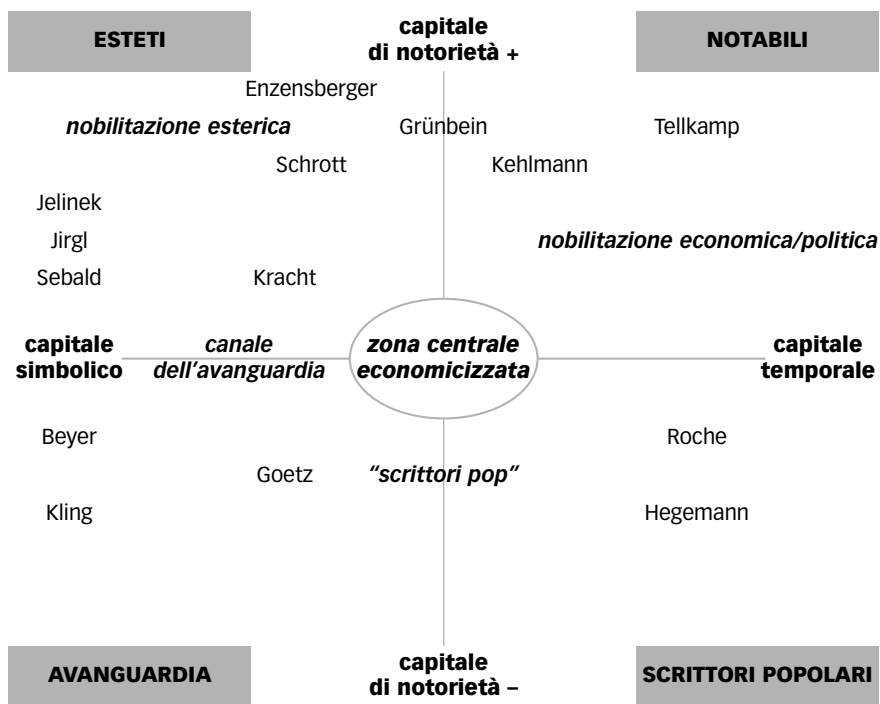 ESTETI
capitale
di notorietà +
NOTABILI
Enzensberger
nobilitazione esterica
Grünbein
Tellkamp
Schrott
Kehlmann
Jelinek
Jirgl
nobilitazione economica/politica
Sebald
Kracht
capitale
simbolico
canale
dell'avanguardia
zona centrale
economicizzata
capitale
temporale
Beyer
Roche
Goetz
"scrittori pop"
Kling
Hegemann
AVANGUARDIA
capitale
di notorietà –
SCRITTORI POPOLARI